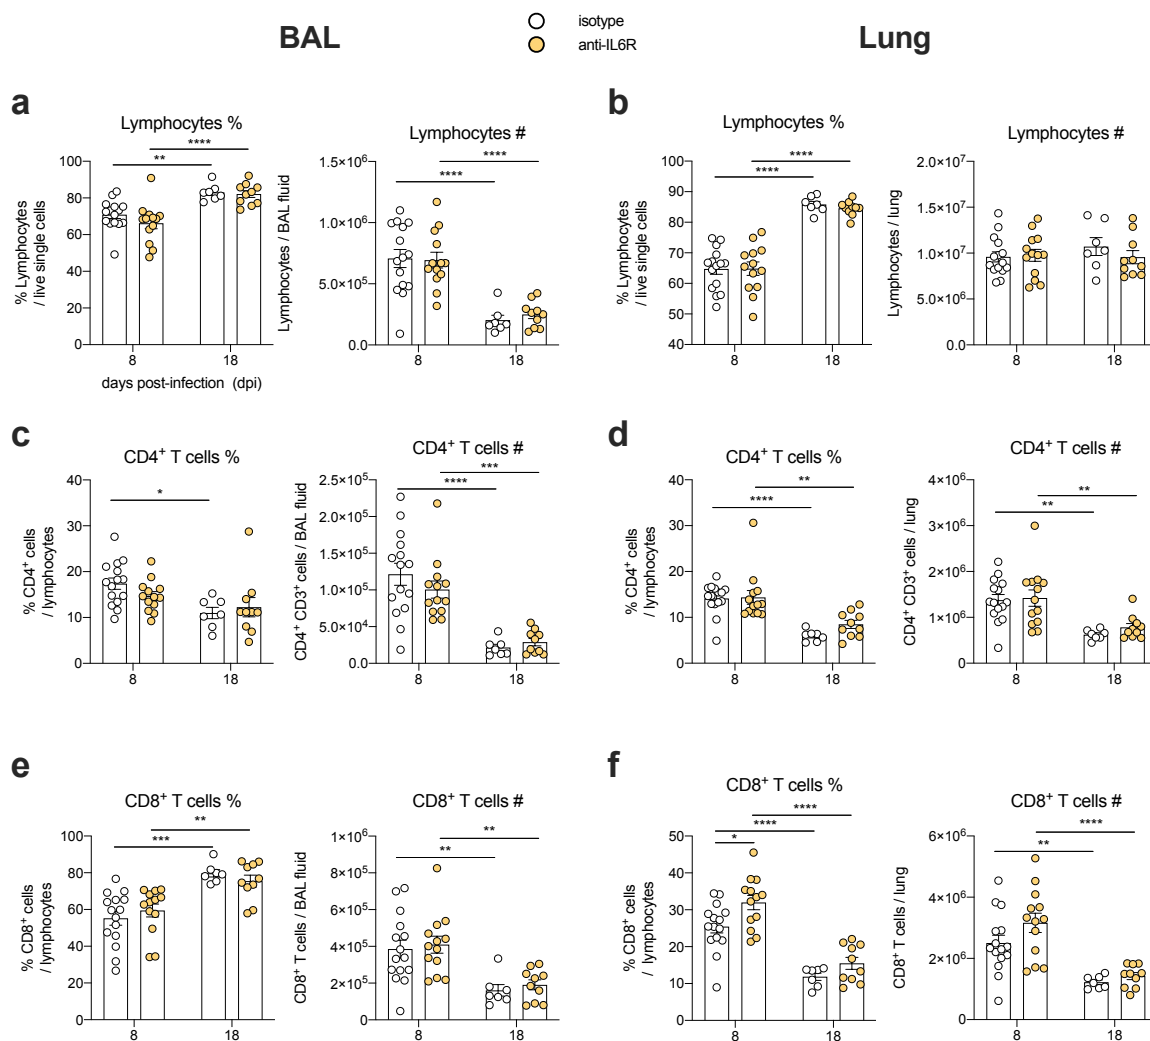 BAL
isotype
anti-IL6R
Lung
a
Lymphocytes %
**
****
100
80
60
40
20
0
% Lymphocytes
/ live single cells
8
18
days post-infection (dpi)
Lymphocytes #
****
****
1.5×10⁶
1.0×10⁶
5.0×10⁵
0.0
Lymphocytes / BAL fluid
8
18
b
Lymphocytes %
****
****
100
90
80
70
60
50
40
% Lymphocytes
/ live single cells
8
18
Lymphocytes #
2.0×10⁷
1.5×10⁷
1.0×10⁷
5.0×10⁶
0.0
Lymphocytes / lung
8
18
c
CD4⁺ T cells %
*
40
30
20
10
0
% CD4⁺ cells
/ lymphocytes
8
18
CD4⁺ T cells #
***
****
2.5×10⁵
2.0×10⁵
1.5×10⁵
1.0×10⁵
5.0×10⁴
0.0
CD4⁺ CD3⁺ cells / BAL fluid
8
18
d
CD4⁺ T cells %
**
****
40
30
20
10
0
% CD4⁺ cells
/ lymphocytes
8
18
CD4⁺ T cells #
**
**
4×10⁶
3×10⁶
2×10⁶
1×10⁶
0
CD4⁺ CD3⁺ cells / lung
8
18
e
CD8⁺ T cells %
**
***
100
80
60
40
20
0
% CD8⁺ cells
/ lymphocytes
8
18
CD8⁺ T cells #
**
**
1×10⁶
8×10⁵
6×10⁵
4×10⁵
2×10⁵
0
CD8⁺ T cells / BAL fluid
8
18
f
CD8⁺ T cells %
****
****
*
50
40
30
20
10
0
% CD8⁺ cells
/ lymphocytes
8
18
CD8⁺ T cells #
****
**
6×10⁶
4×10⁶
2×10⁶
0
CD8⁺ T cells / lung
8
18